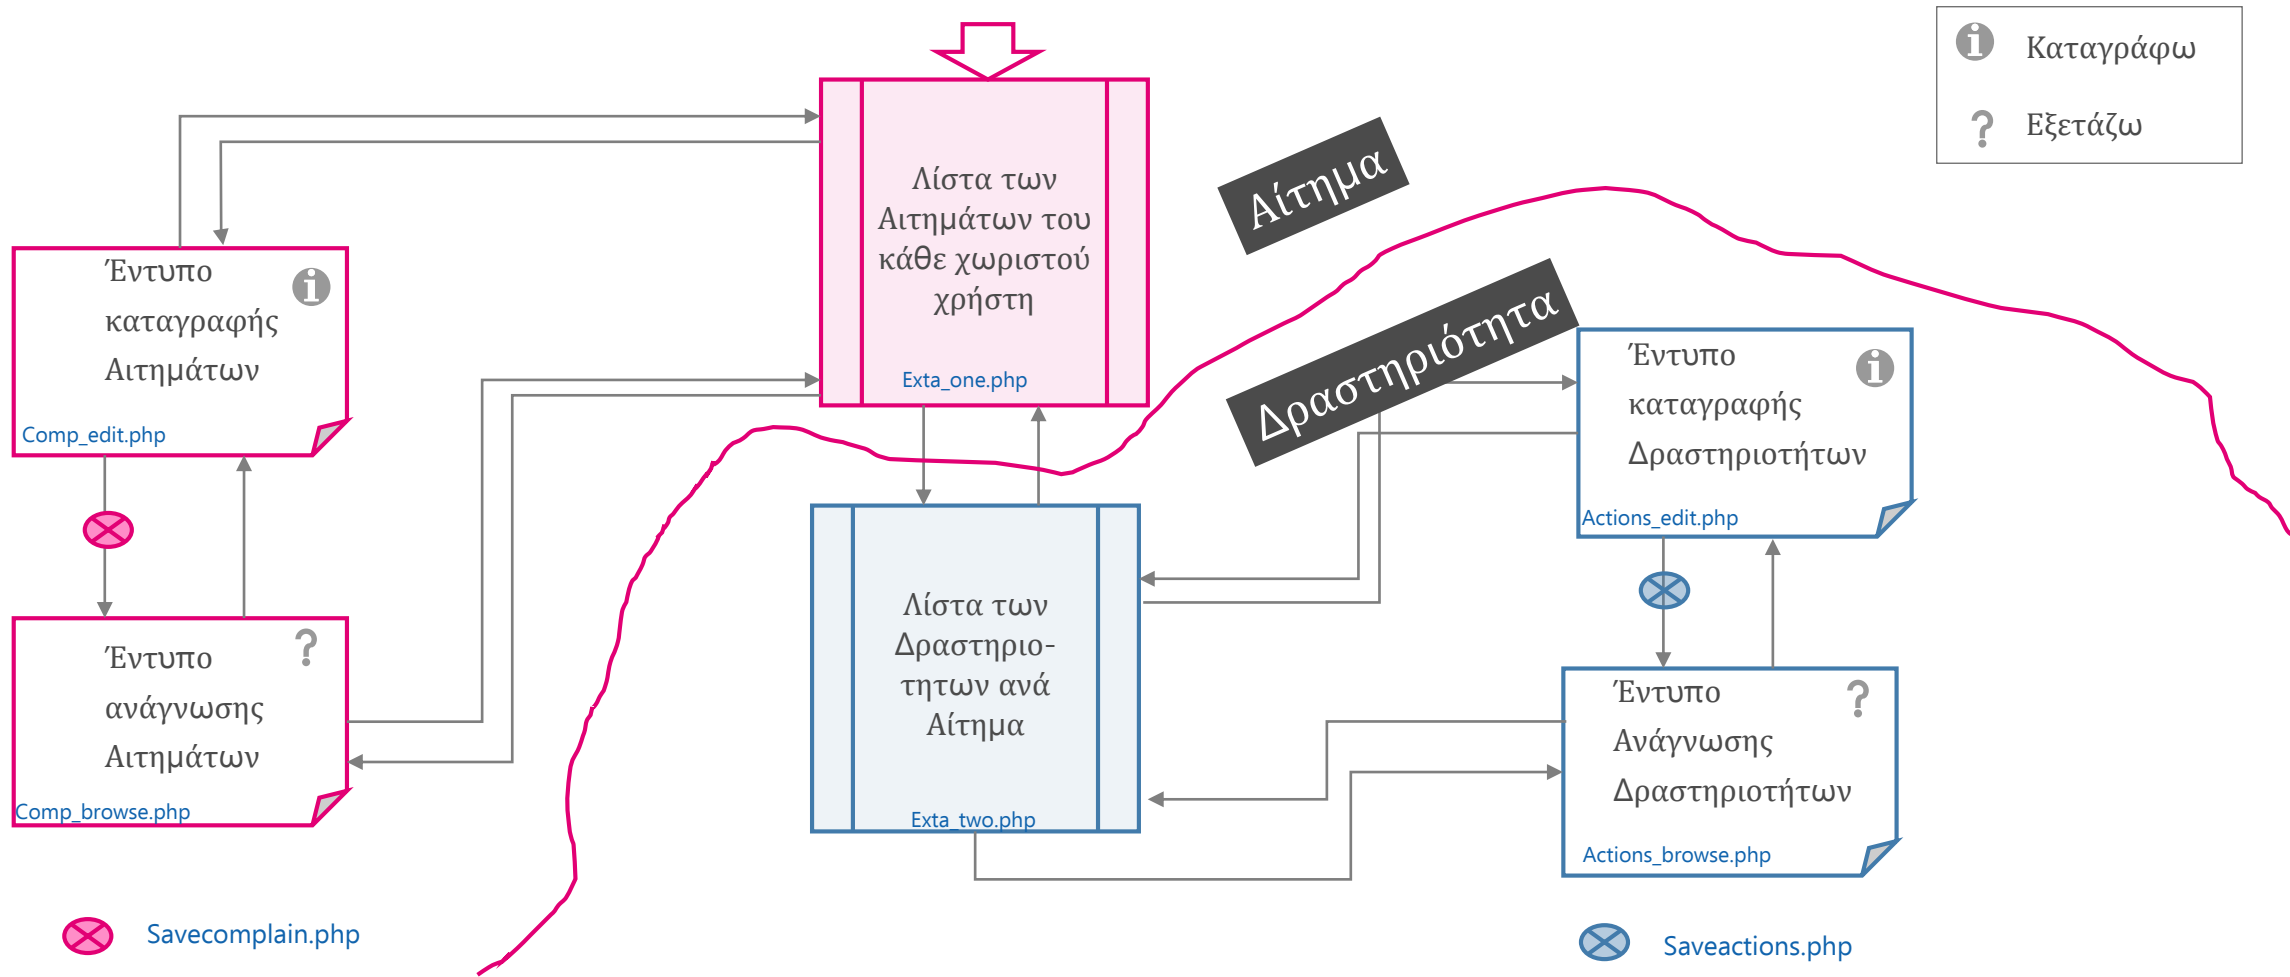 Καταγράφω
Εξετάζω
Αίτημα
Λίστα των
Αιτημάτων του
κάθε χωριστού
χρήστη
Exta_one.php
Έντυπο
καταγραφής
Αιτημάτων
Comp_edit.php
Δραστηριότητα
Έντυπο
καταγραφής
Δραστηριοτήτων
Actions_edit.php
Λίστα των
Δραστηριο-
τητων ανά
Αίτημα
Exta_two.php
Έντυπο
ανάγνωσης
Αιτημάτων
Comp_browse.php
Έντυπο
Ανάγνωσης
Δραστηριοτήτων
Actions_browse.php
Savecomplain.php
Saveactions.php